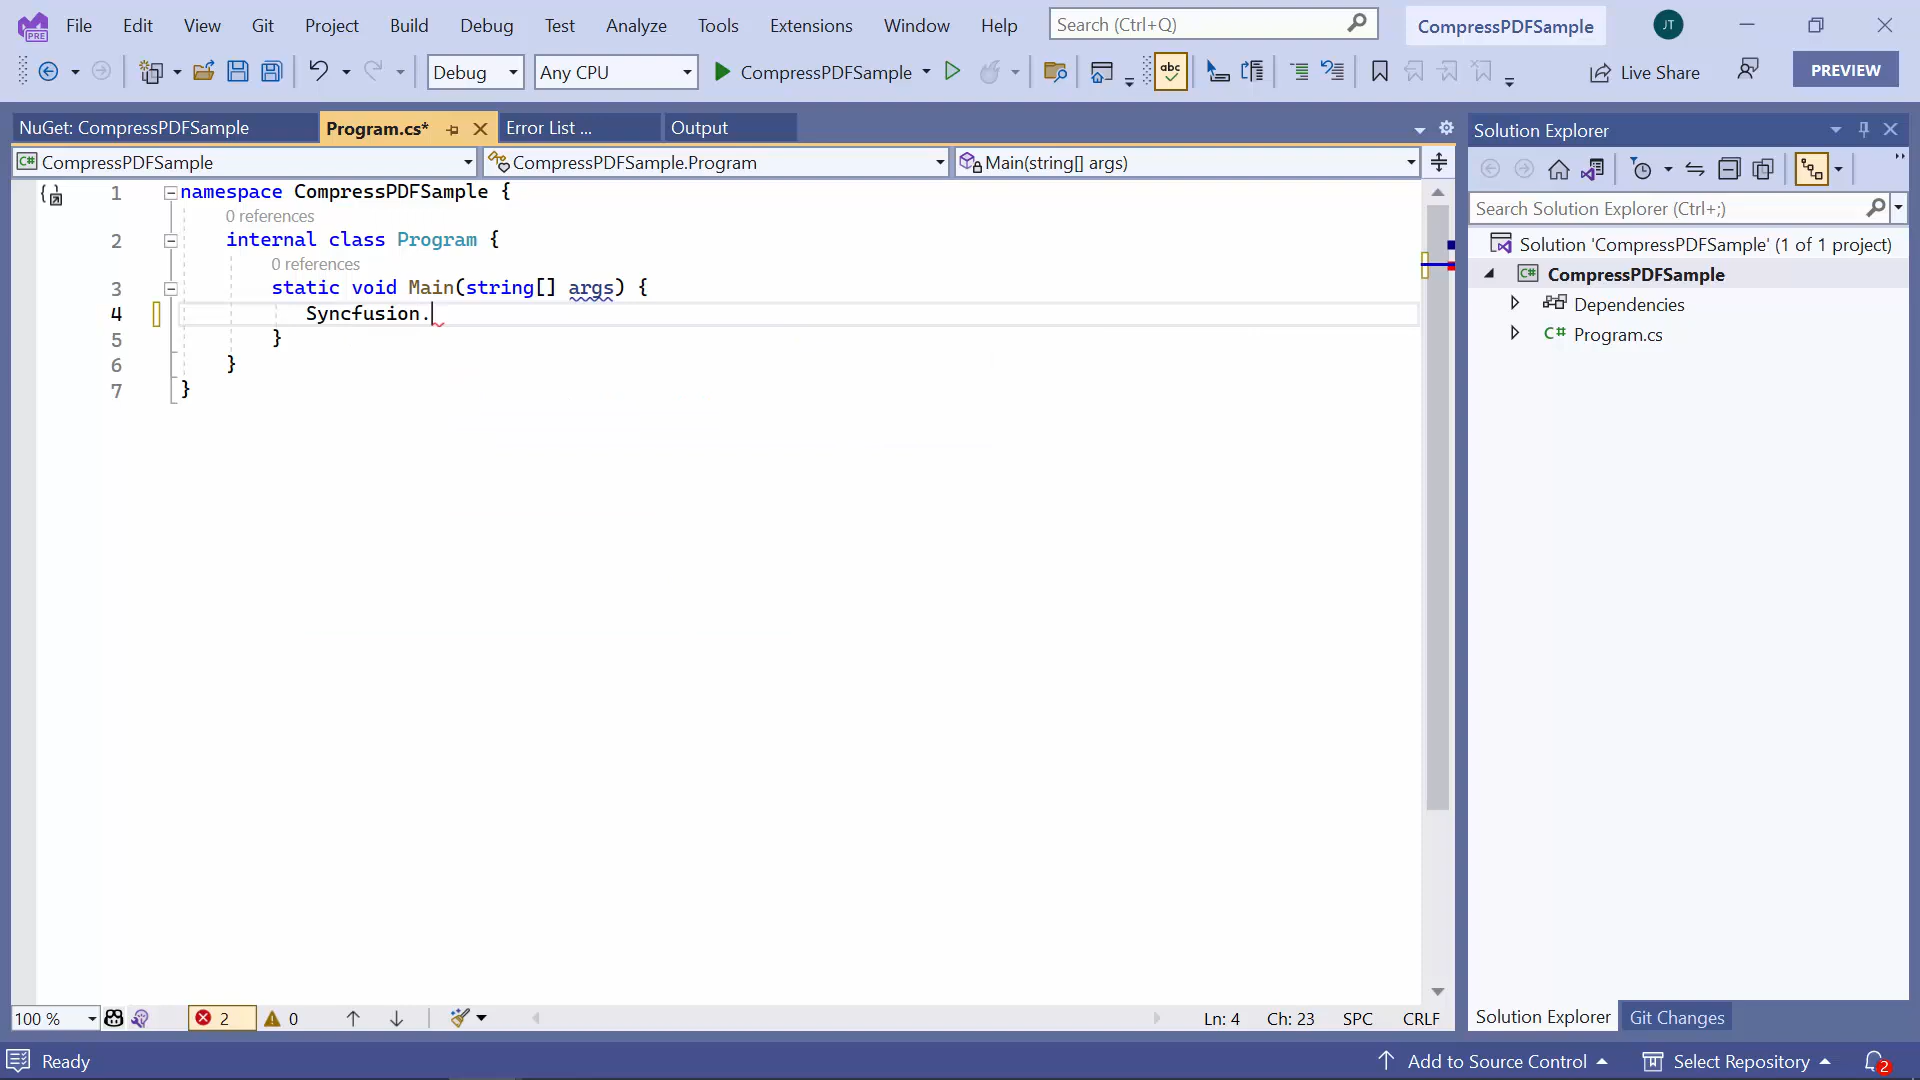 File Edit View Git Project Build Debug Test Analyze Tools Extensions Window Help Search (Ctrl+Q) CompressPDFSample JT
PRE
Debug Any CPU CompressPDFSample abc Live Share PREVIEW
NuGet: CompressPDFSample Program.cs* Error List ... Output
Solution Explorer
C# CompressPDFSample CompressPDFSample.Program Main(string[] args)
1 namespace CompressPDFSample {
0 references
2 internal class Program {
0 references
3 static void Main(string[] args) {
4 Syncfusion.
5 }
6 }
7 }
Search Solution Explorer (Ctrl+;)
Solution 'CompressPDFSample' (1 of 1 project)
C# CompressPDFSample
Dependencies
C# Program.cs
100 % 2 0 Ln: 4 Ch: 23 SPC CRLF
Solution Explorer Git Changes
Ready Add to Source Control Select Repository 2